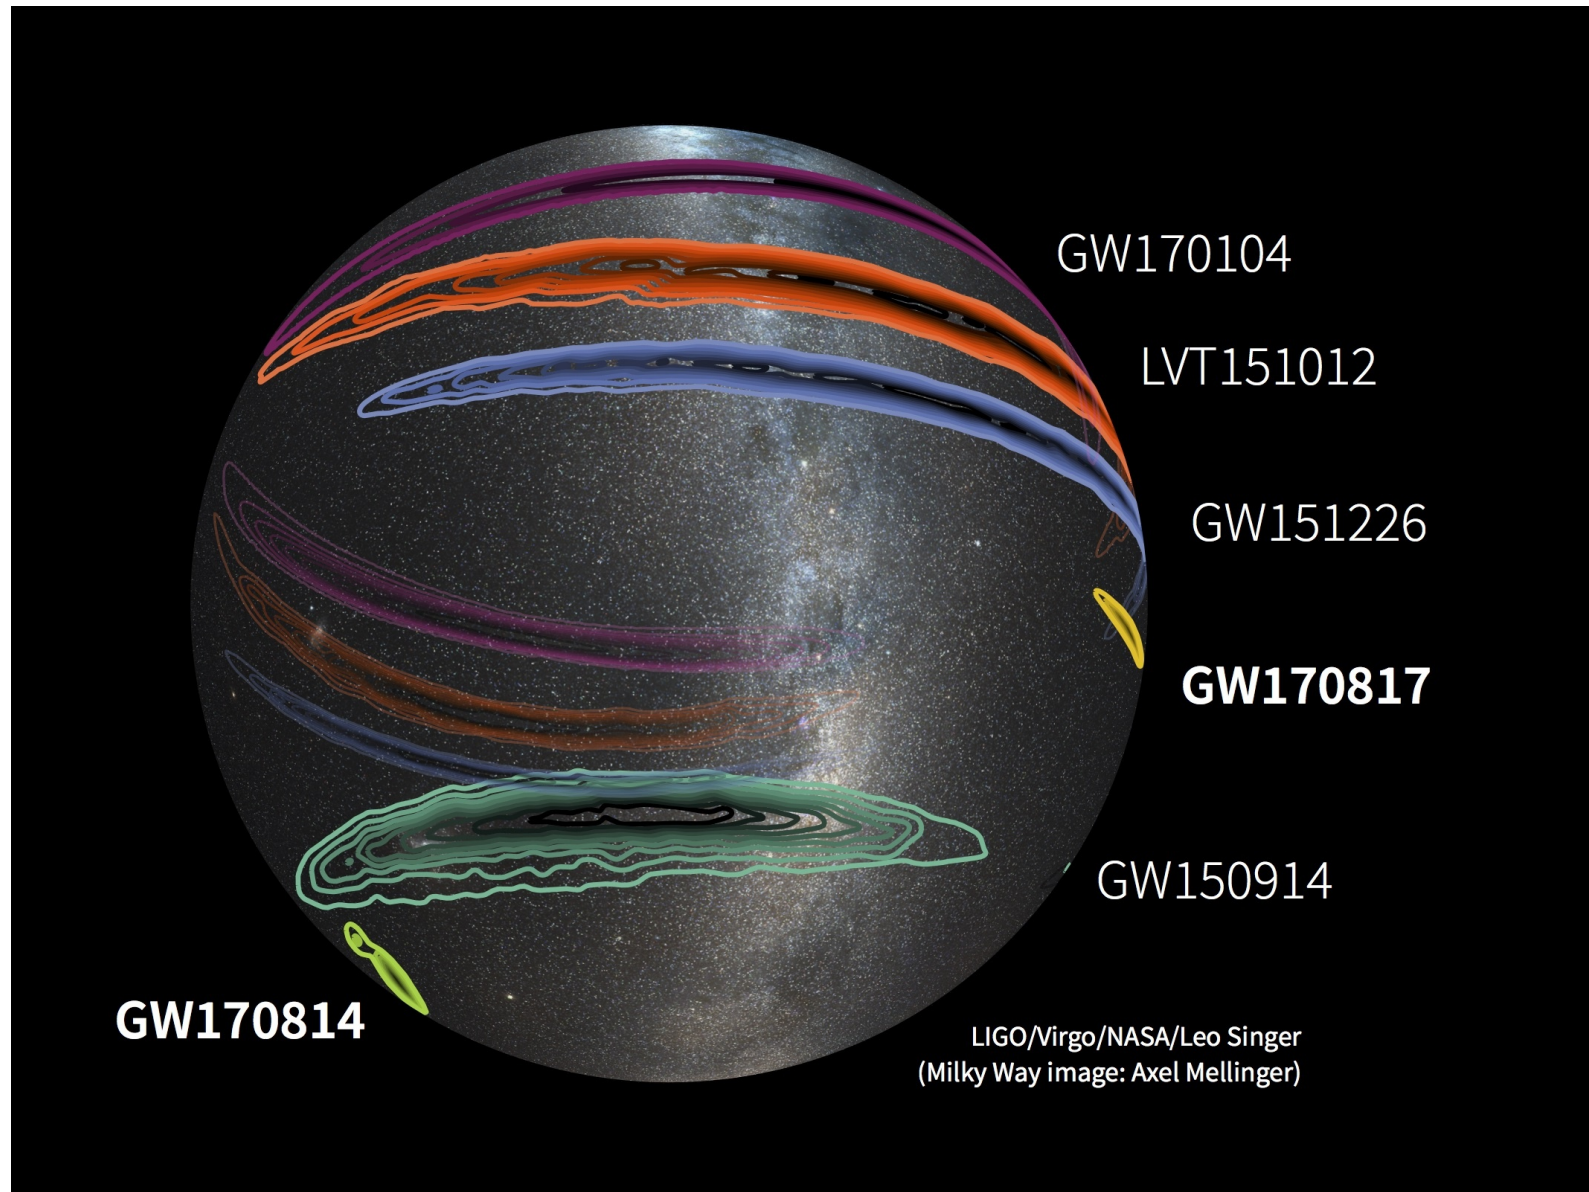 GW170104
LVT151012
GW151226
GW170817
GW150914
GW170814
LIGO/Virgo/NASA/Leo Singer
(Milky Way image: Axel Mellinger)